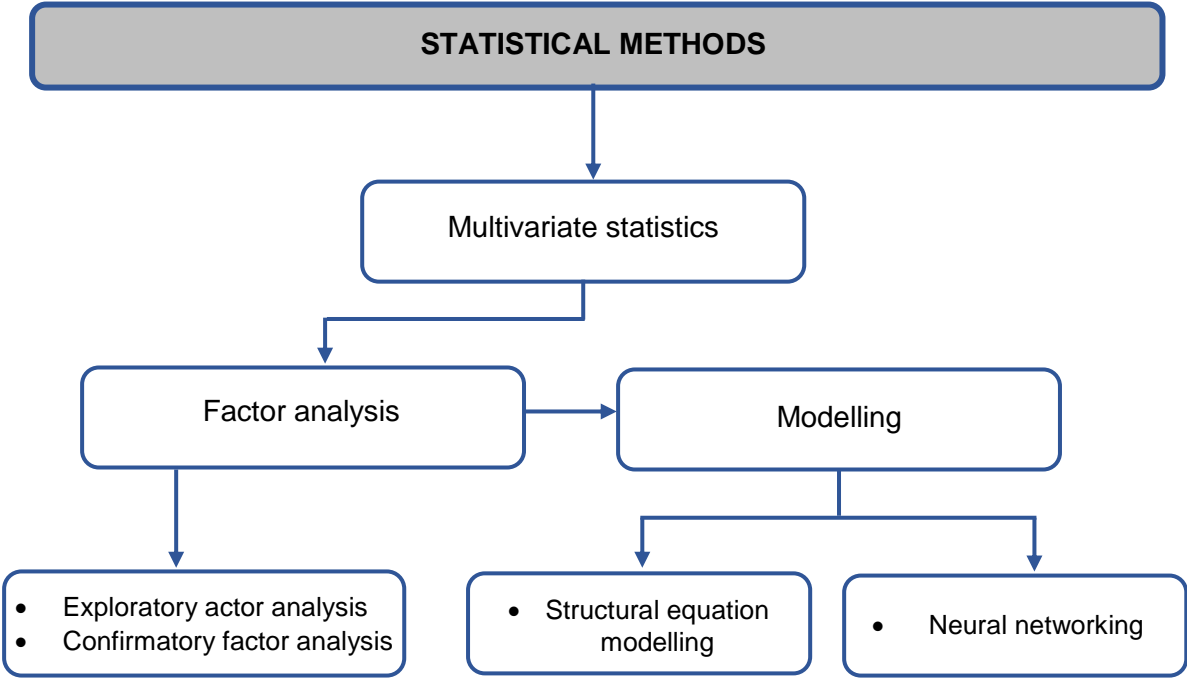 STATISTICAL METHODS
Multivariate statistics
Factor analysis
Modelling
• Exploratory actor analysis
• Confirmatory factor analysis
• Structural equation
modelling
• Neural networking